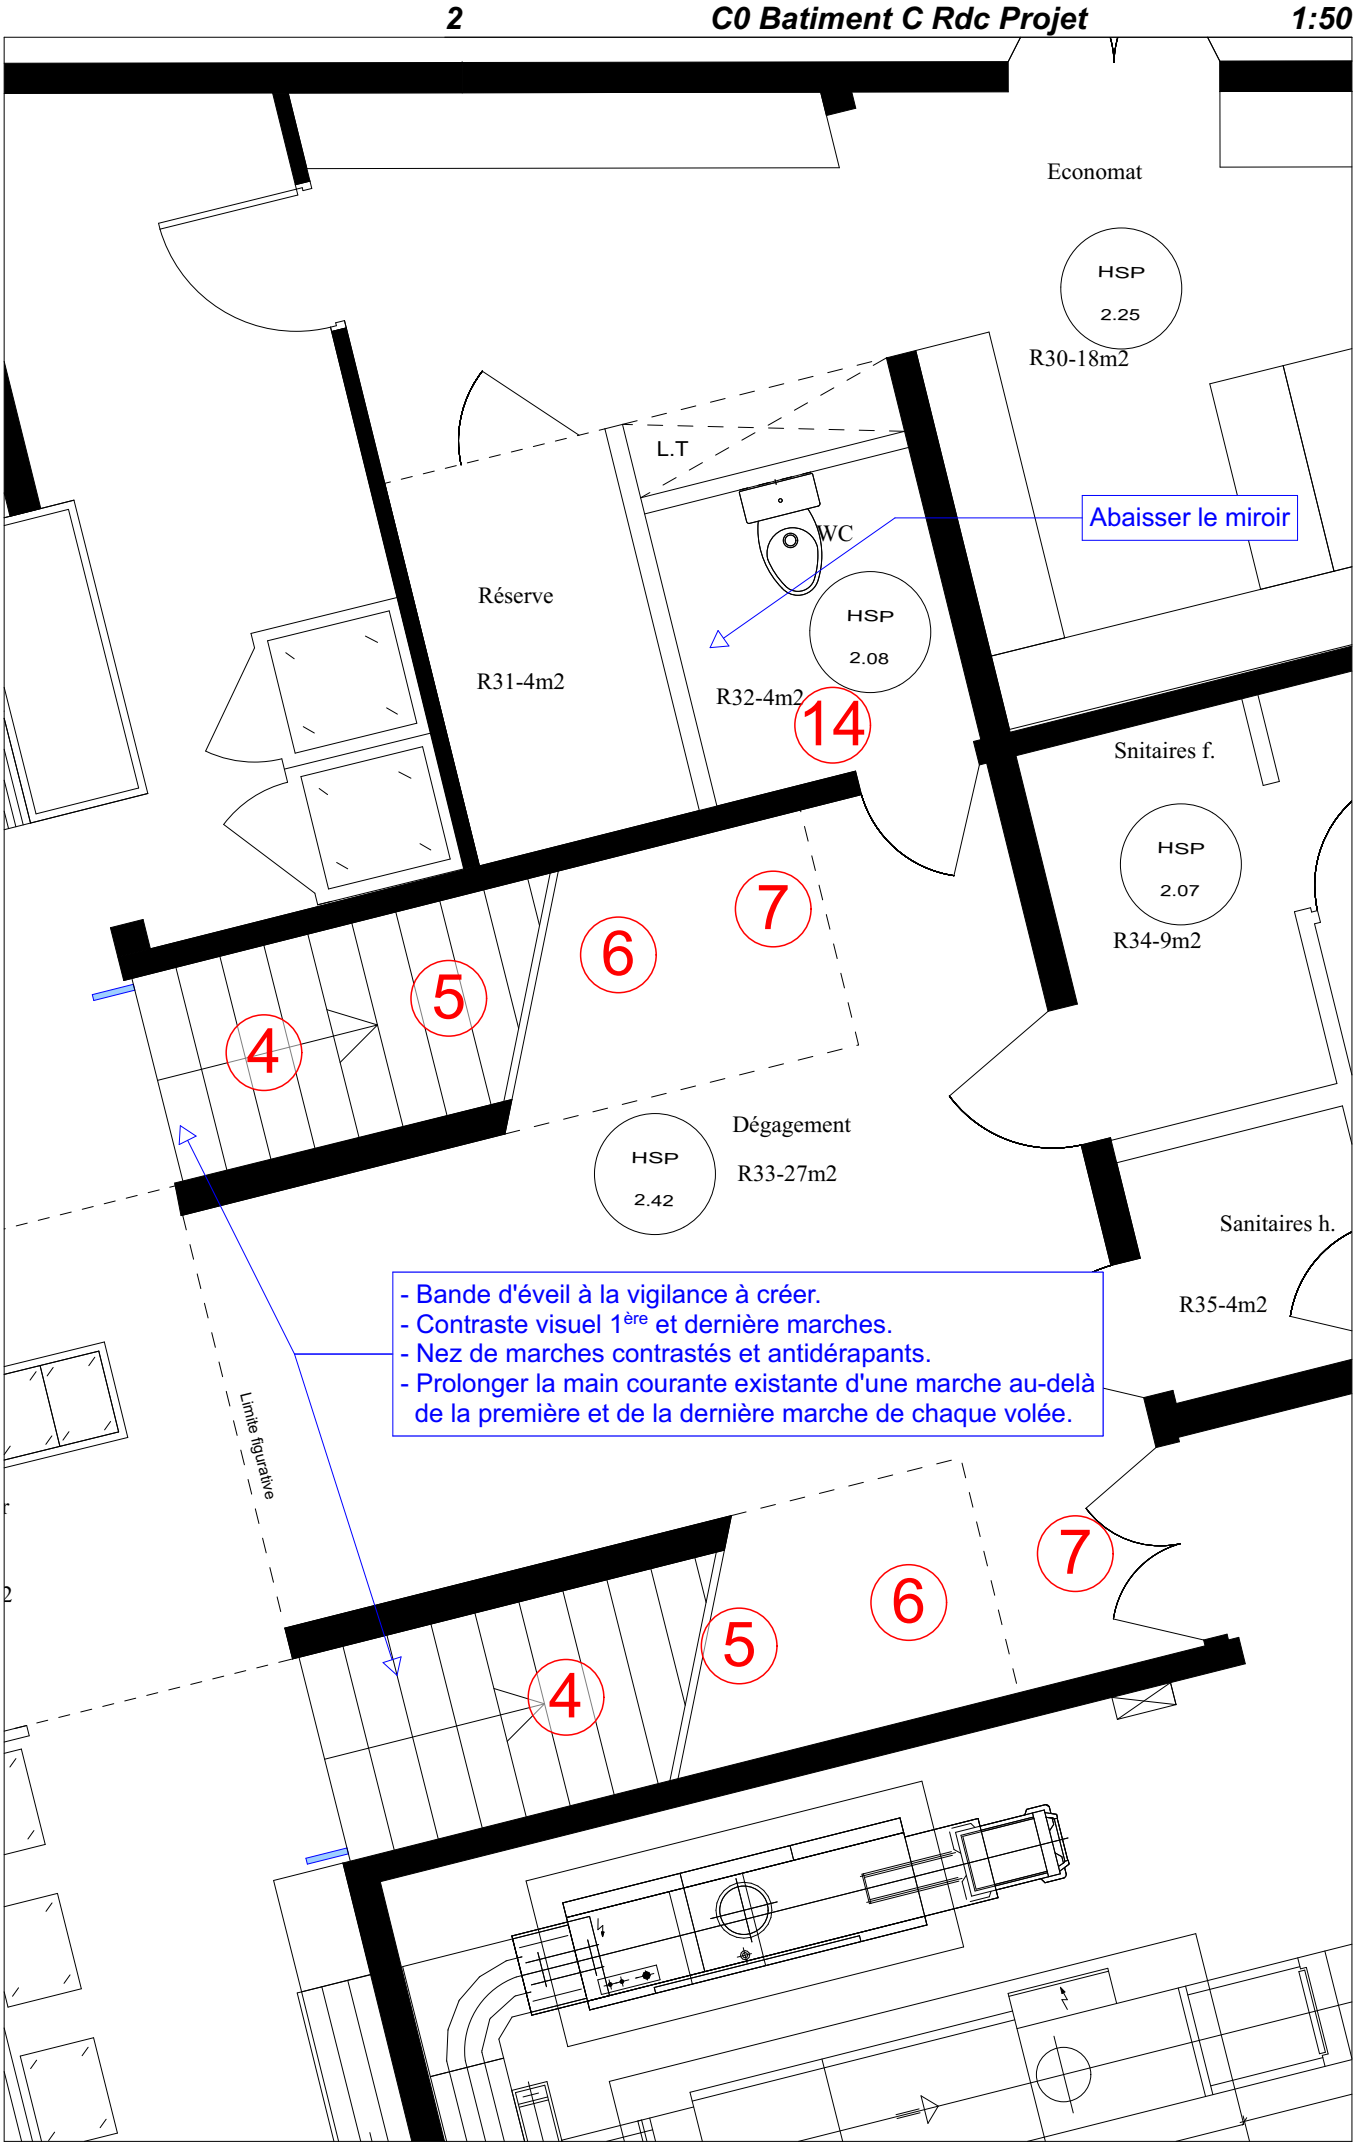 2 C0 Batiment C Rdc Projet 1:50
Economat
HSP
2.25
R30-18m2
L.T
Abaisser le miroir
WC
Réserve
HSP
2.08
R31-4m2
R32-4m2
14
Snitaires f.
HSP
2.07
R34-9m2
7
6
5
4
Dégagement
HSP
2.42
R33-27m2
Sanitaires h.
R35-4m2
- Bande d'éveil à la vigilance à créer.
- Contraste visuel 1ère et dernière marches.
- Nez de marches contrastés et antidérapants.
- Prolonger la main courante existante d'une marche au-delà
de la première et de la dernière marche de chaque volée.
Limite figurative
r
2
7
6
5
4